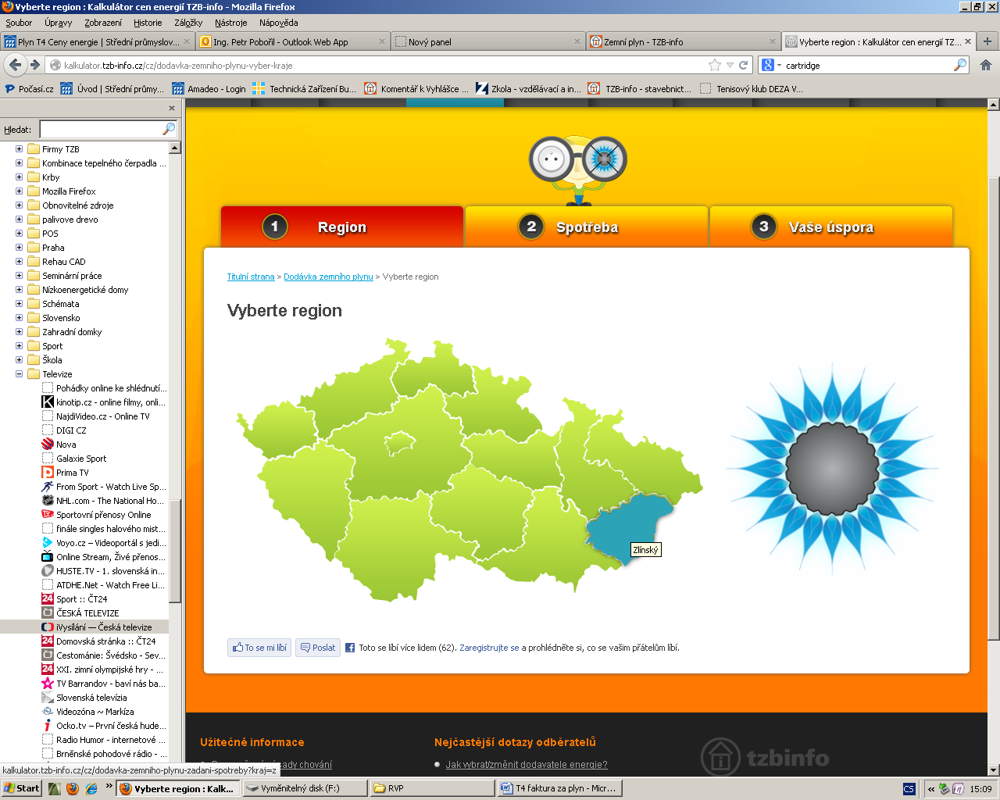 Vyberte region : Kalkulátor cen energií TZB-info - Mozilla Firefox
Soubor Úpravy Zobrazení Historie Záložky Nástroje Nápověda
Plyn T4 Ceny energie | Střední průmyslov...
Ing. Petr Pobořil - Outlook Web App
Nový panel
Zemní plyn - TZB-info
Vyberte region : Kalkulátor cen energií TZ...
kalkulator.tzb-info.cz/cz/dodavka-zemniho-plynu-vyber-kraje
cartridge
Počasí.cz
Úvod | Střední průmy...
Amadeo - Login
Technická Zařízení Bu...
Komentář k Vyhlášce ...
Zkola - vzdělávací a in...
TZB-info - stavebnict...
Tenisový klub DEZA V...
Hledat:
Firmy TZB
Kombinace tepelného čerpadla ...
Krby
Mozilla Firefox
Obnovitelné zdroje
palivove drevo
POS
Praha
Rehau CAD
Seminární práce
Nízkoenergetické domy
Schémata
Slovensko
Zahradní domky
Sport
Škola
Televize
Pohádky online ke shlédnutí...
kinotip.cz - online filmy, onli...
NajdiVideo.cz - Online TV
DIGI CZ
Nova
Galaxie Sport
Prima TV
From Sport - Watch Live Sp
NHL.com - The National Ho...
Sportovní přenosy Online
finále singles halového mist...
Voyo.cz – Videoportál s jedi...
Online Stream, Živé přenos...
HUSTE.TV - 1. slovenská in...
ATDHE.Net - Watch Free Li...
Sport :: ČT24
ČESKÁ TELEVIZE
iVysílání — Česká televize
Domovská stránka :: ČT24
Cestománie: Švédsko - Sev...
XXI. zimní olympijské hry - ...
TV Barrandov - baví nás ba...
Slovenská televízia
Videozóna ~ Markíza
Ocko.tv – První česká hude...
Radio Humor - internetové ...
Brněnské pohodové rádio - ...
1 Region
2 Spotřeba
3 Vaše úspora
Titulní strana > Dodávka zemního plynu > Vyberte region
Vyberte region
Zlínský
To se mi líbí
Poslat
Toto se líbí více lidem (62). Zaregistrujte se a prohlédněte si, co se vašim přátelům líbí.
Užitečné informace
Nejčastější dotazy odběratelů
tzbinfo
chování
Jak vybrat/změnit dodavatele energie?
kalkulator.tzb-info.cz/cz/dodavka-zemniho-plynu-zadani-spotreby?kraj=z
Start
Vyberte region : Kalk...
Vyměnitelný disk (F:)
RVP
T4 faktura za plyn - Micr...
CS
15:09